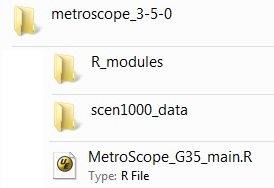 metroscope_3-5-0
R_modules
scen1000_data
MetroScope_G35_main.R
Type: R File